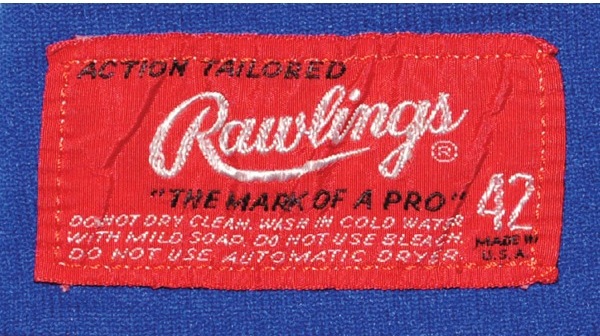 ACTION TAILORED
Rawlings®
"THE MARK OF A PRO"
DO NOT DRY CLEAN. WASH IN COLD WATER
WITH MILD SOAP. DO NOT USE BLEACH.
DO NOT USE AUTOMATIC DRYER.
42
MADE IN
U.S.A.